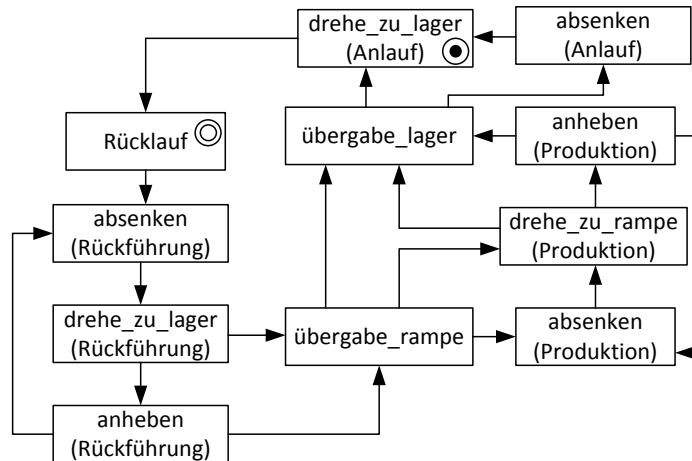 drehe_zu_lager
(Anlauf)
absenken
(Anlauf)
Rücklauf
übergabe_lager
anheben
(Produktion)
absenken
(Rückführung)
drehe_zu_rampe
(Produktion)
drehe_zu_lager
(Rückführung)
übergabe_rampe
absenken
(Produktion)
anheben
(Rückführung)